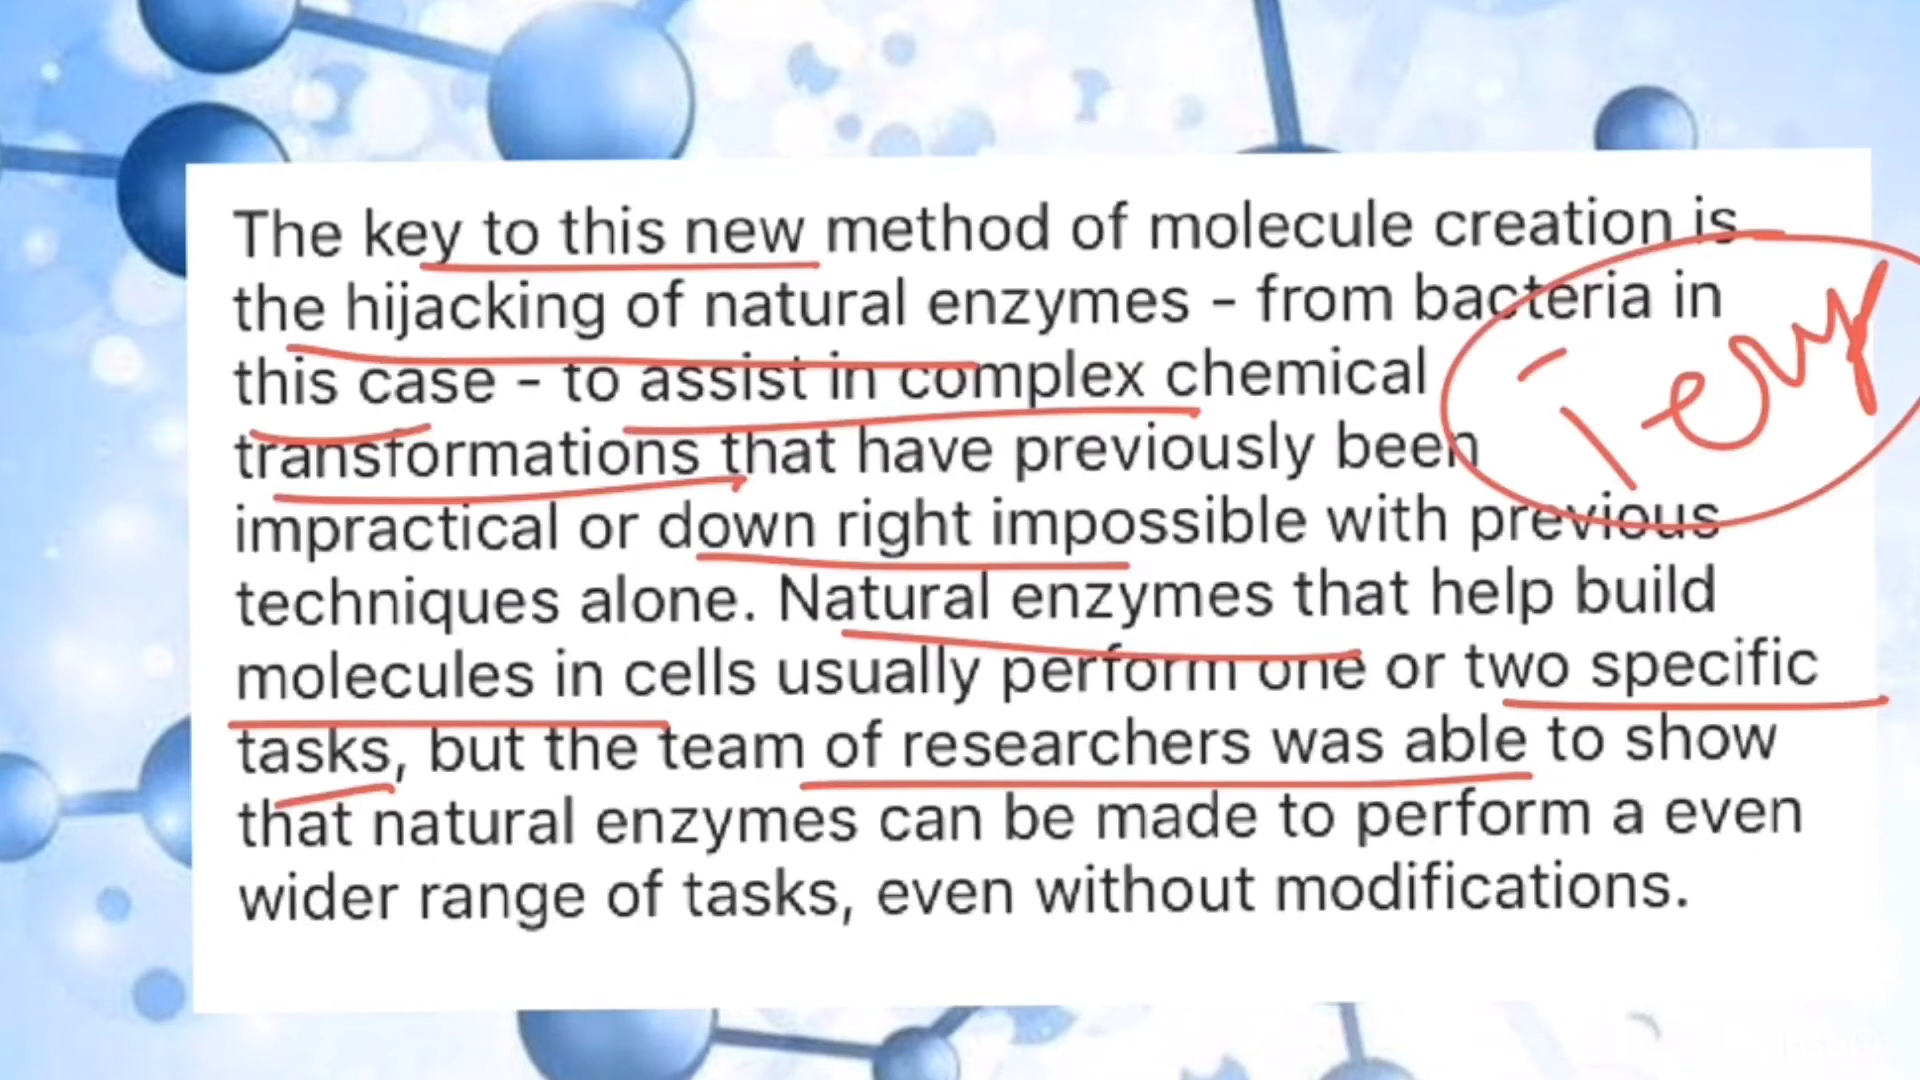 The key to this new method of molecule creation is
the hijacking of natural enzymes - from bacteria in
this case - to assist in complex chemical
transformations that have previously been
impractical or down right impossible with previous
techniques alone. Natural enzymes that help build
molecules in cells usually perform one or two specific
tasks, but the team of researchers was able to show
that natural enzymes can be made to perform a even
wider range of tasks, even without modifications.